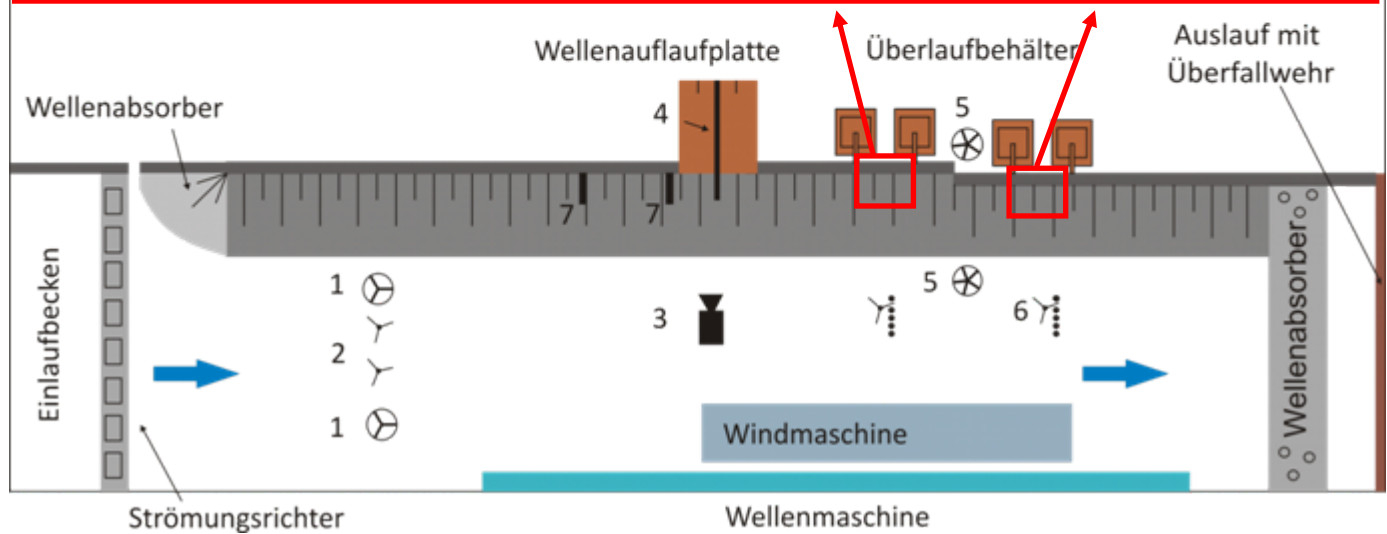 Wellenauflaufplatte
Überlaufbehälter
Auslauf mit
Überfallwehr
Wellenabsorber
4
5
7
7
Einlaufbecken
1
2
1
3
5
6
Wellenabsorber
Windmaschine
Strömungsrichter
Wellenmaschine